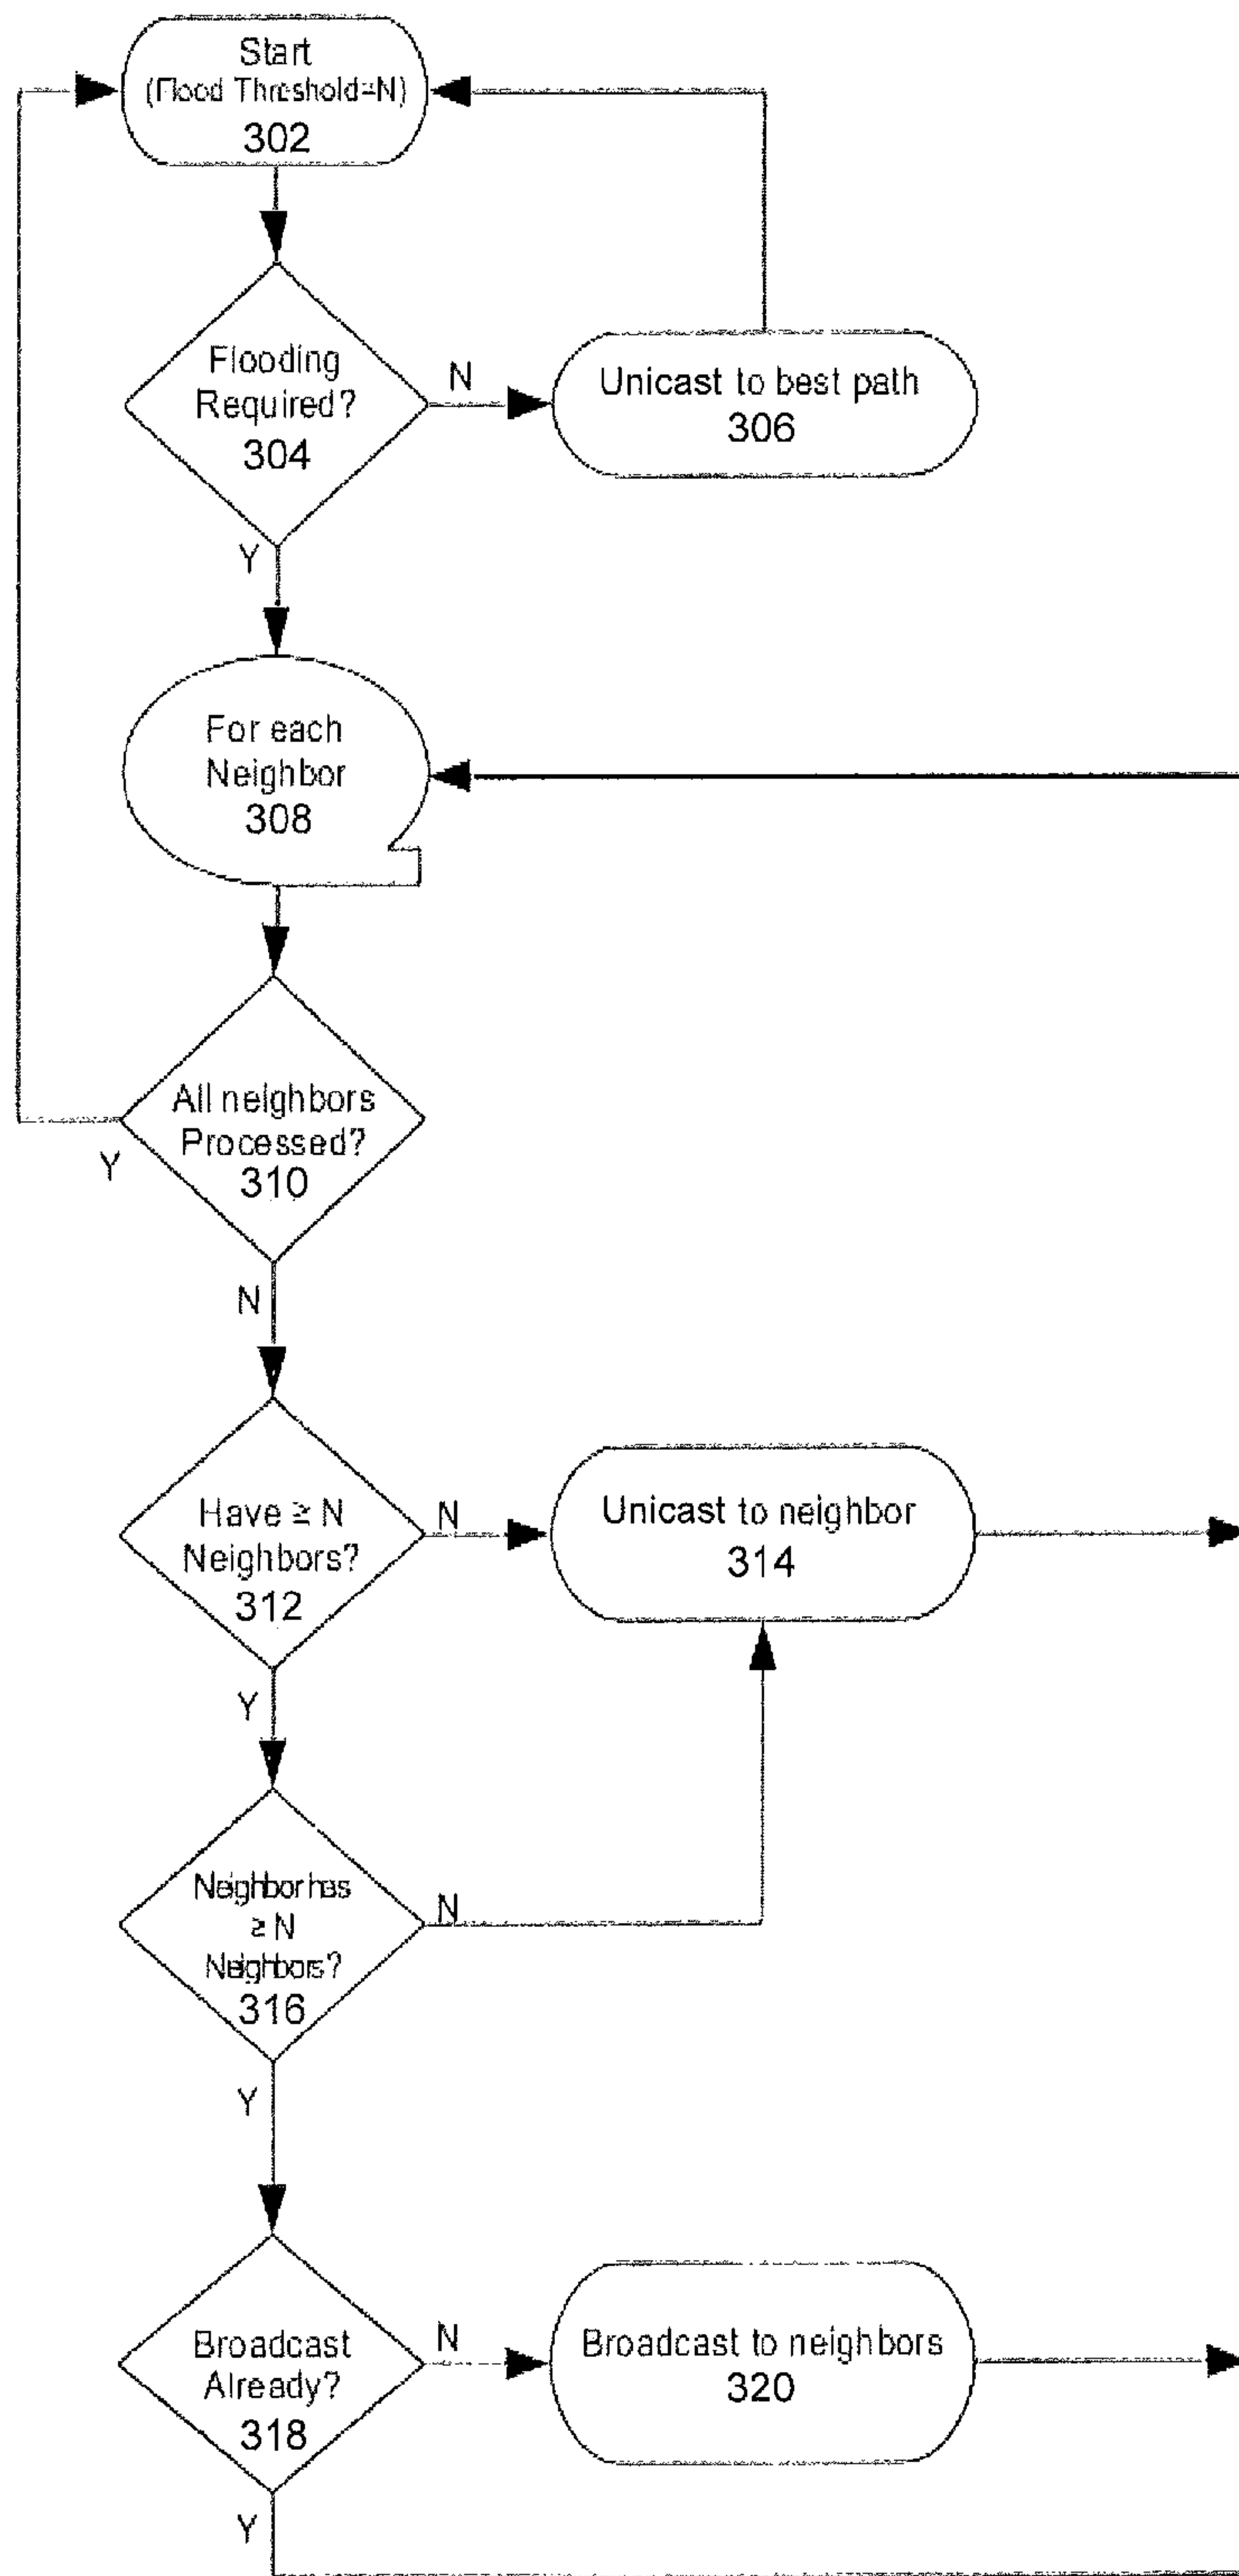 Start
(Flood Threshold=N)
302
Flooding
Required?
304
N
Unicast to best path
306
Y
For each
Neighbor
308
All neighbors
Processed?
310
Y
N
Have ≥ N
Neighbors?
312
N
Unicast to neighbor
314
Y
Neighbor has
≥ N
Neighbors?
316
N
Y
Broadcast
Already?
318
N
Broadcast to neighbors
320
Y